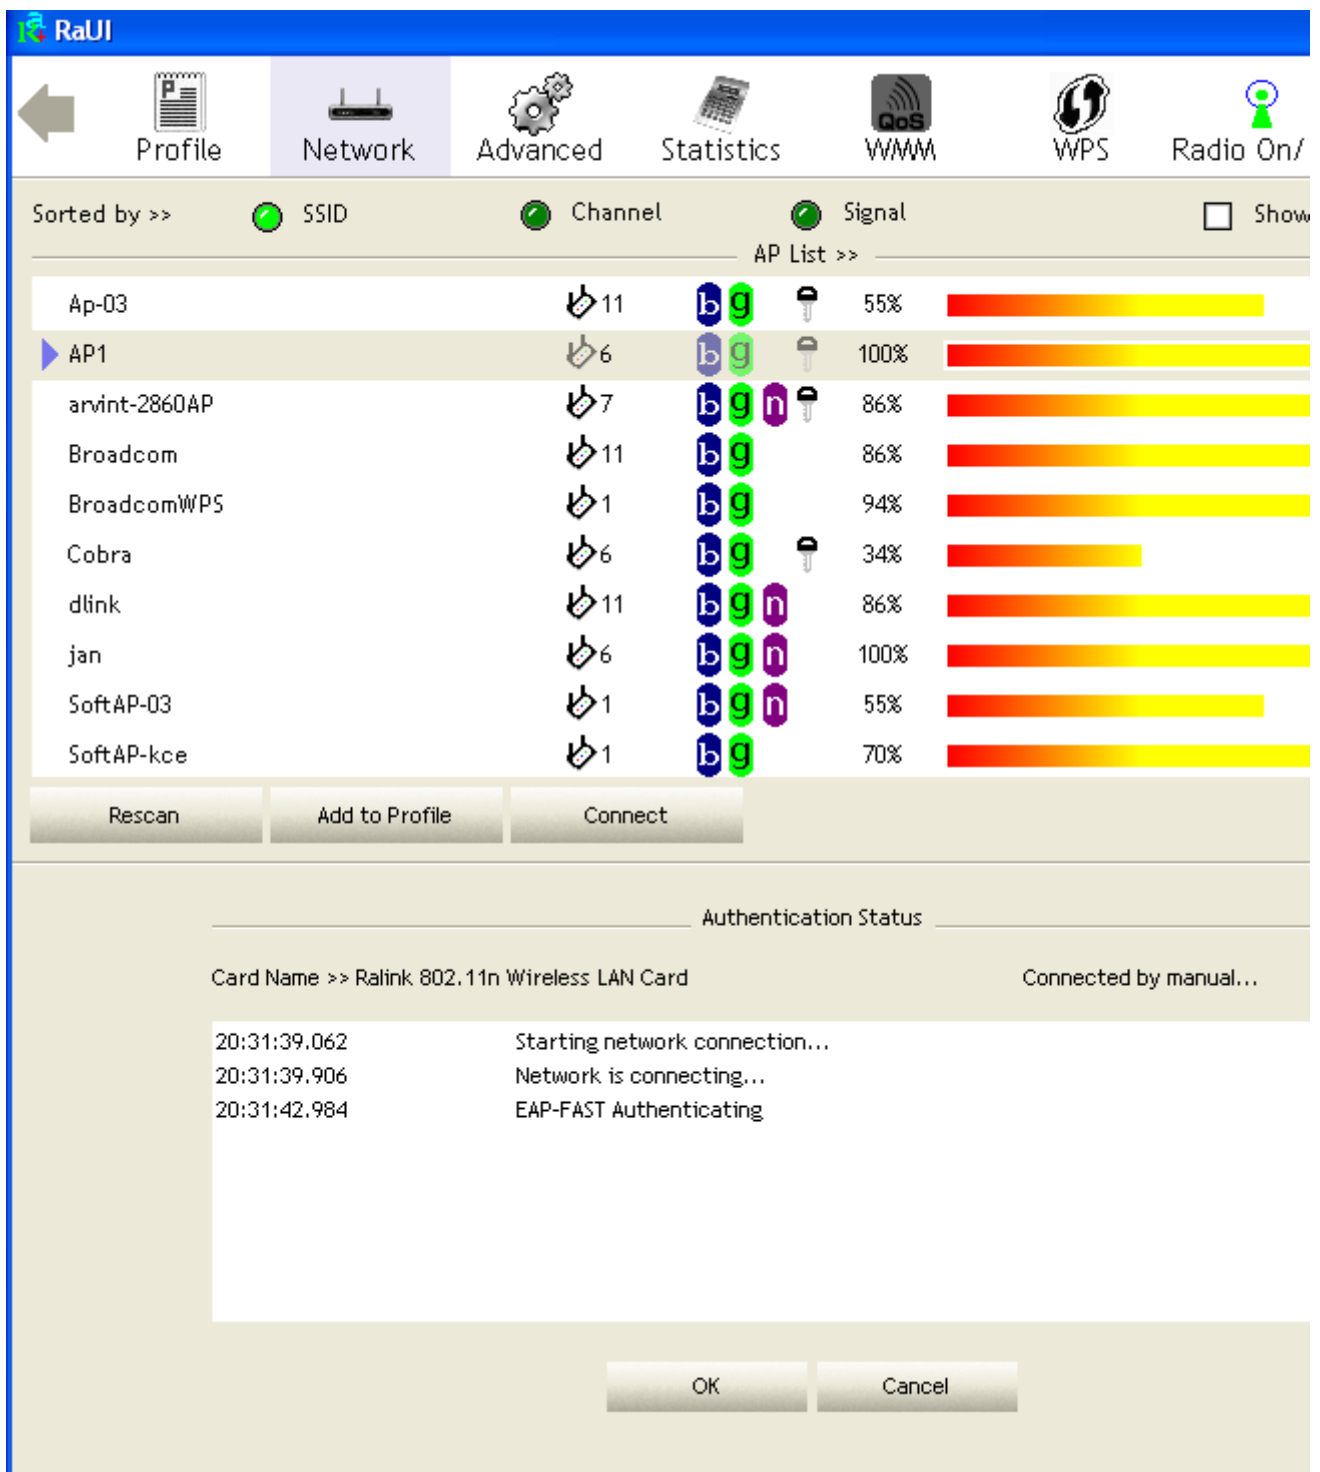 RaUI
Profile Network Advanced Statistics QoS WMM WPS Radio On/
Sorted by >> SSID Channel Signal Show
AP List >>
Ap-03 11 b g 55%
AP1 6 b g 100%
arvint-2860AP 7 b g n 86%
Broadcom 11 b g 86%
BroadcomWPS 1 b g 94%
Cobra 6 b g 34%
dlink 11 b g n 86%
jan 6 b g n 100%
SoftAP-03 1 b g n 55%
SoftAP-kce 1 b g 70%
Rescan Add to Profile Connect
Authentication Status
Card Name >> Ralink 802.11n Wireless LAN Card Connected by manual...
20:31:39.062 Starting network connection...
20:31:39.906 Network is connecting...
20:31:42.984 EAP-FAST Authenticating
OK Cancel